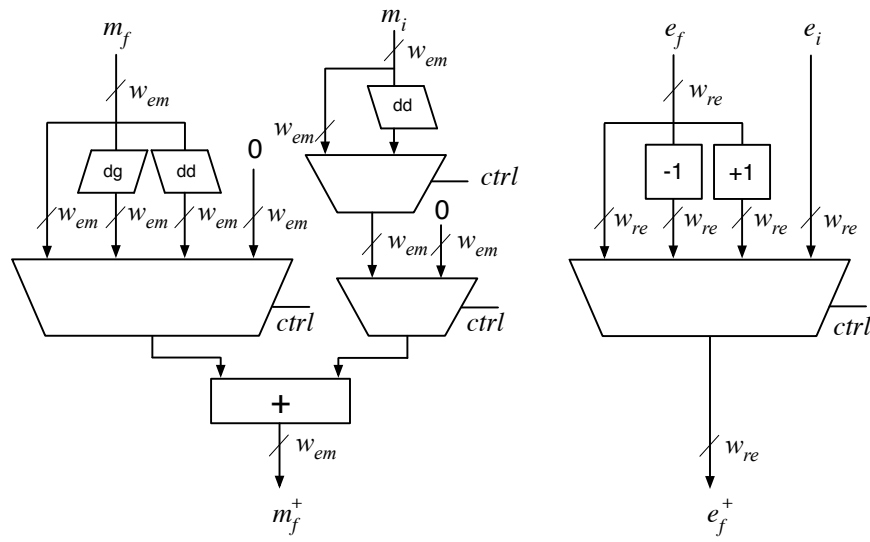 m_f m_i e_f e_i
w_em w_em w_re
dd
w_em
dg dd 0 ctrl -1 +1
0
w_em w_em w_em w_em w_em w_em w_re w_re w_re w_re
ctrl ctrl ctrl
+
w_em w_re
m_f^+ e_f^+